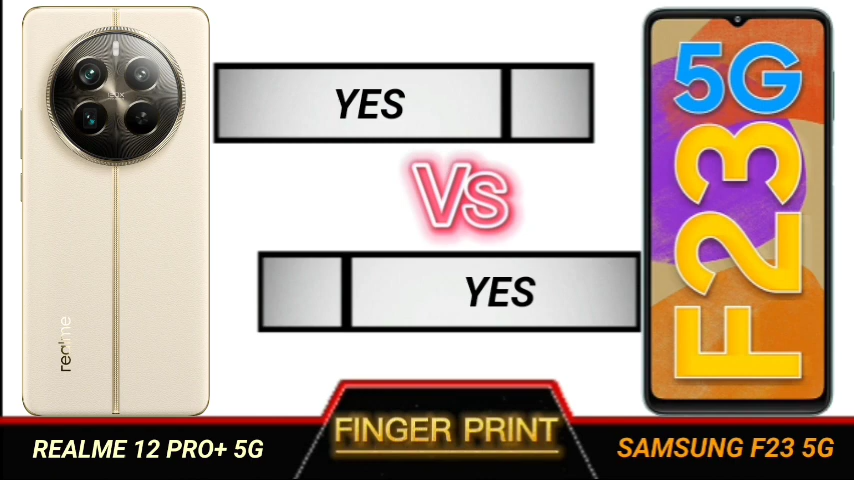 YES
VS
YES
realme
5G
F23
FINGER PRINT
REALME 12 PRO+ 5G
SAMSUNG F23 5G